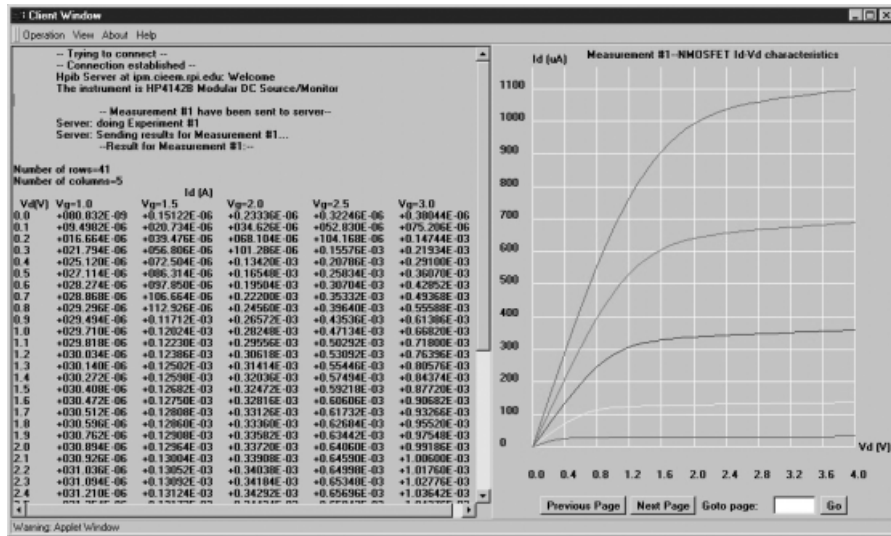 Client Window
Operation View About Help
-- Trying to connect --
-- Connection established --
Hpib Server at ipm.cieem.rpi.edu: Welcome
The instrument is HP4142B Modular DC Source/Monitor
-- Measurement #1 have been sent to server--
Server: doing Experiment #1
Server: Sending results for Measurement #1...
--Result for Measurement #1:--
Number of rows=41
Number of columns=5
Id (A)
Vd(V) Vg=1.0 Vg=1.5 Vg=2.0 Vg=2.5 Vg=3.0
0.0 +080.832E-09 +0.15122E-06 +0.23336E-06 +0.32246E-06 +0.38044E-06
0.1 +09.4982E-06 +020.734E-06 +034.626E-06 +052.830E-06 +075.206E-06
0.2 +016.664E-06 +039.476E-06 +068.104E-06 +104.168E-06 +0.14744E-03
0.3 +021.794E-06 +056.806E-06 +101.286E-06 +0.15576E-03 +0.21934E-03
0.4 +025.120E-06 +072.504E-06 +0.13420E-03 +0.20786E-03 +0.29100E-03
0.5 +027.114E-06 +086.314E-06 +0.16548E-03 +0.25834E-03 +0.36070E-03
0.6 +028.274E-06 +097.850E-06 +0.19504E-03 +0.30704E-03 +0.42852E-03
0.7 +028.868E-06 +106.664E-06 +0.22200E-03 +0.35332E-03 +0.49368E-03
0.8 +029.296E-06 +112.926E-06 +0.24560E-03 +0.39640E-03 +0.55588E-03
0.9 +029.494E-06 +0.11712E-03 +0.26572E-03 +0.43536E-03 +0.61386E-03
1.0 +029.710E-06 +0.12024E-03 +0.28248E-03 +0.47134E-03 +0.66820E-03
1.1 +029.818E-06 +0.12230E-03 +0.29556E-03 +0.50292E-03 +0.71800E-03
1.2 +030.034E-06 +0.12386E-03 +0.30618E-03 +0.53092E-03 +0.76396E-03
1.3 +030.140E-06 +0.12502E-03 +0.31414E-03 +0.55446E-03 +0.80576E-03
1.4 +030.272E-06 +0.12598E-03 +0.32036E-03 +0.57494E-03 +0.84374E-03
1.5 +030.408E-06 +0.12682E-03 +0.32472E-03 +0.59218E-03 +0.87720E-03
1.6 +030.472E-06 +0.12750E-03 +0.32816E-03 +0.60606E-03 +0.90682E-03
1.7 +030.512E-06 +0.12808E-03 +0.33126E-03 +0.61732E-03 +0.93266E-03
1.8 +030.596E-06 +0.12860E-03 +0.33360E-03 +0.62684E-03 +0.95520E-03
1.9 +030.762E-06 +0.12908E-03 +0.33582E-03 +0.63442E-03 +0.97548E-03
2.0 +030.894E-06 +0.12964E-03 +0.33720E-03 +0.64060E-03 +0.99186E-03
2.1 +030.926E-06 +0.13004E-03 +0.33908E-03 +0.64590E-03 +1.00600E-03
2.2 +031.036E-06 +0.13052E-03 +0.34038E-03 +0.64998E-03 +1.01760E-03
2.3 +031.094E-06 +0.13092E-03 +0.34184E-03 +0.65348E-03 +1.02776E-03
2.4 +031.210E-06 +0.13124E-03 +0.34292E-03 +0.65696E-03 +1.03642E-03
Id (uA) Measurement #1--NMOSFET Id-Vd characteristics
1100
1000
900
800
700
600
500
400
300
200
100
0
Vd (V)
0.0 0.4 0.8 1.2 1.6 2.0 2.4 2.8 3.2 3.6 4.0
Previous Page Next Page Goto page: Go
Warning: Applet Window